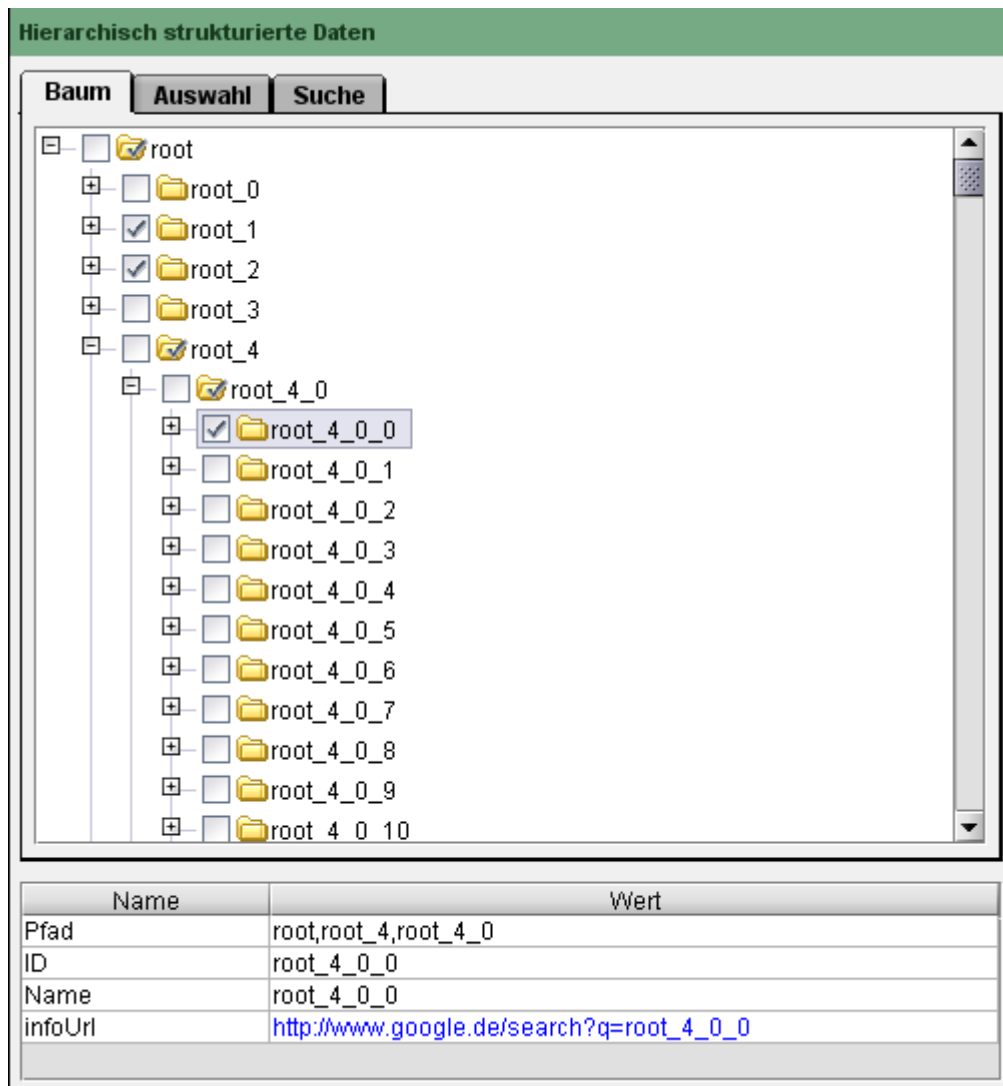 Hierarchisch strukturierte Daten
Baum Auswahl Suche
root
root_0
root_1
root_2
root_3
root_4
root_4_0
root_4_0_0
root_4_0_1
root_4_0_2
root_4_0_3
root_4_0_4
root_4_0_5
root_4_0_6
root_4_0_7
root_4_0_8
root_4_0_9
root_4_0_10
Name Wert
Pfad root,root_4,root_4_0
ID root_4_0_0
Name root_4_0_0
infoUrl http://www.google.de/search?q=root_4_0_0